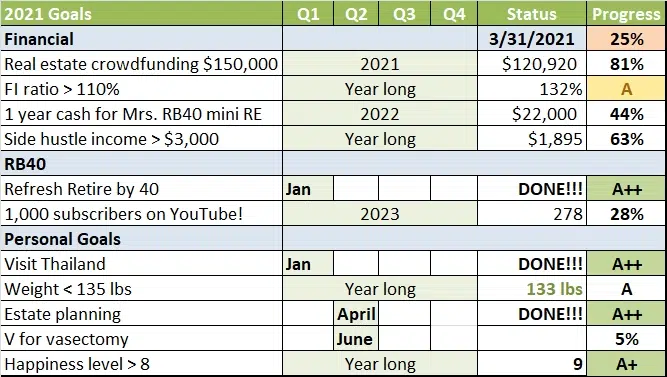 2021 Goals Q1 Q2 Q3 Q4 Status Progress
Financial 3/31/2021 25%
Real estate crowdfunding $150,000 2021 $120,920 81%
FI ratio > 110% Year long 132% A
1 year cash for Mrs. RB40 mini RE 2022 $22,000 44%
Side hustle income > $3,000 Year long $1,895 63%
RB40
Refresh Retire by 40 Jan DONE!!! A++
1,000 subscribers on YouTube! 2023 278 28%
Personal Goals
Visit Thailand Jan DONE!!! A++
Weight < 135 lbs Year long 133 lbs A
Estate planning April DONE!!! A++
V for vasectomy June 5%
Happiness level > 8 Year long 9 A+